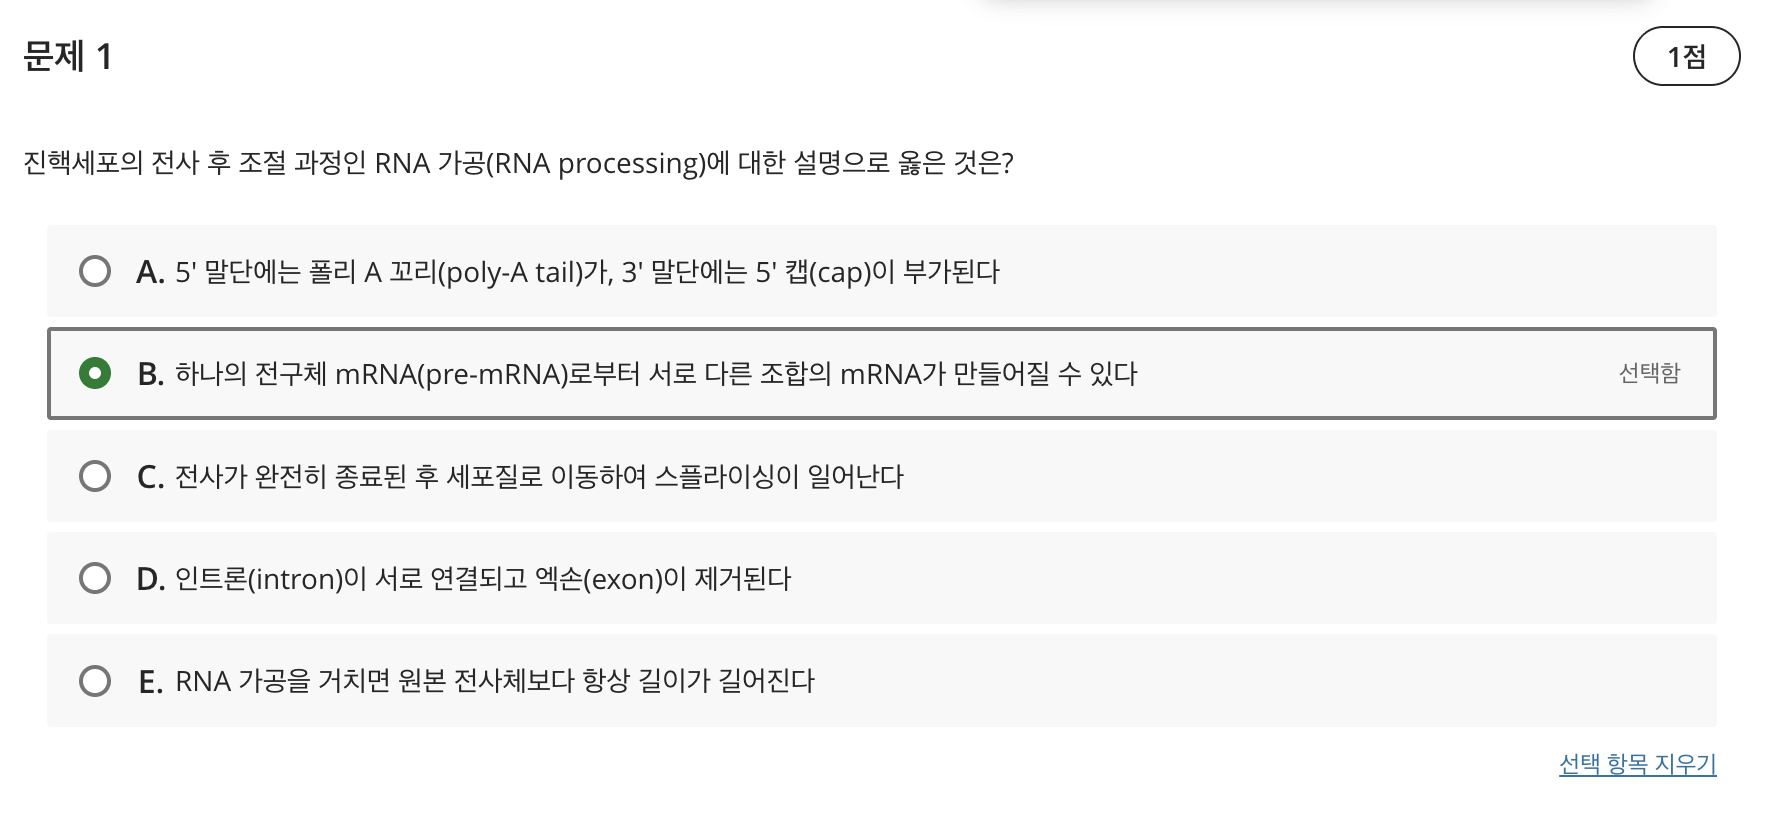 문제 1
1점
진핵세포의 전사 후 조절 과정인 RNA 가공(RNA processing)에 대한 설명으로 옳은 것은?
A. 5' 말단에는 폴리 A 꼬리(poly-A tail)가, 3' 말단에는 5' 캡(cap)이 부가된다
B. 하나의 전구체 mRNA(pre-mRNA)로부터 서로 다른 조합의 mRNA가 만들어질 수 있다
선택함
C. 전사가 완전히 종료된 후 세포질로 이동하여 스플라이싱이 일어난다
D. 인트론(intron)이 서로 연결되고 엑손(exon)이 제거된다
E. RNA 가공을 거치면 원본 전사체보다 항상 길이가 길어진다
선택 항목 지우기